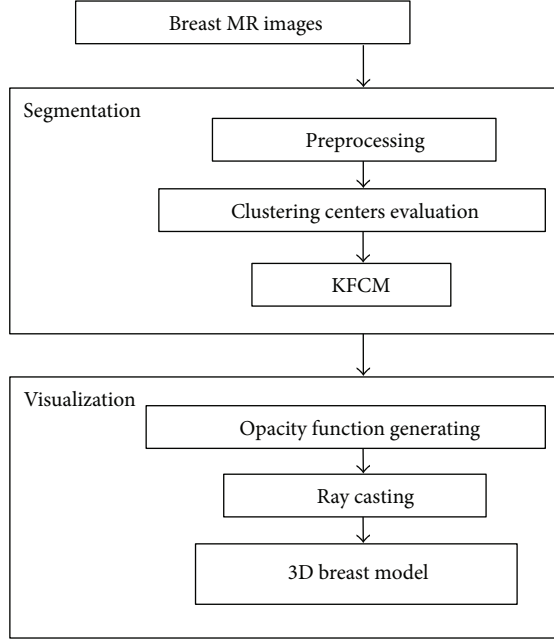 Breast MR images
Segmentation
Preprocessing
Clustering centers evaluation
KFCM
Visualization
Opacity function generating
Ray casting
3D breast model